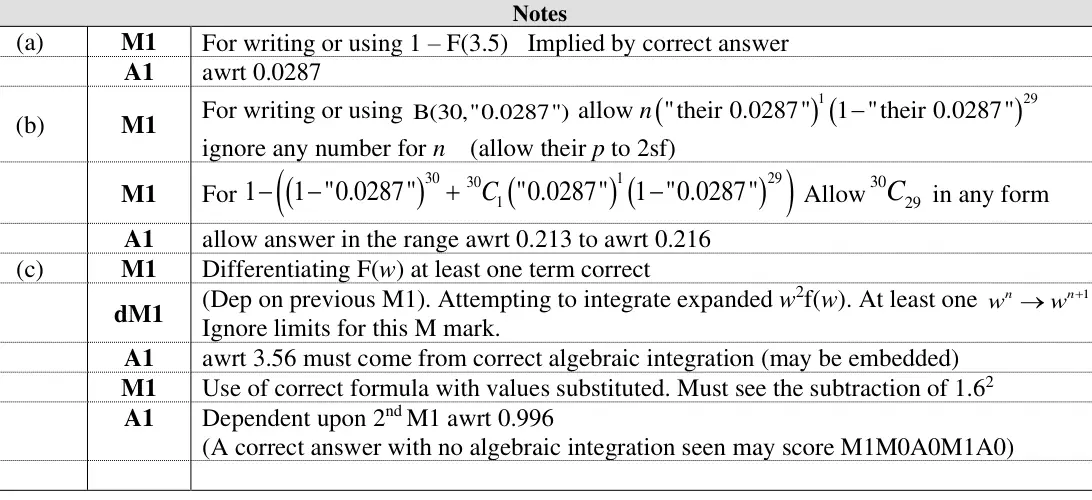 Notes
(a) M1 For writing or using 1 – F(3.5) Implied by correct answer
A1 awrt 0.0287
(b) M1 For writing or using B(30,"0.0287") allow n("their 0.0287")¹(1−"their 0.0287")²⁹
ignore any number for n (allow their p to 2sf)
M1 For 1−((1−"0.0287")³⁰ + ³⁰C₁("0.0287")¹(1−"0.0287")²⁹) Allow ³⁰C₂₉ in any form
A1 allow answer in the range awrt 0.213 to awrt 0.216
(c) M1 Differentiating F(w) at least one term correct
dM1 (Dep on previous M1). Attempting to integrate expanded w²f(w). At least one wⁿ → wⁿ⁺¹
Ignore limits for this M mark.
A1 awrt 3.56 must come from correct algebraic integration (may be embedded)
M1 Use of correct formula with values substituted. Must see the subtraction of 1.6²
A1 Dependent upon 2ⁿᵈ M1 awrt 0.996
(A correct answer with no algebraic integration seen may score M1M0A0M1A0)